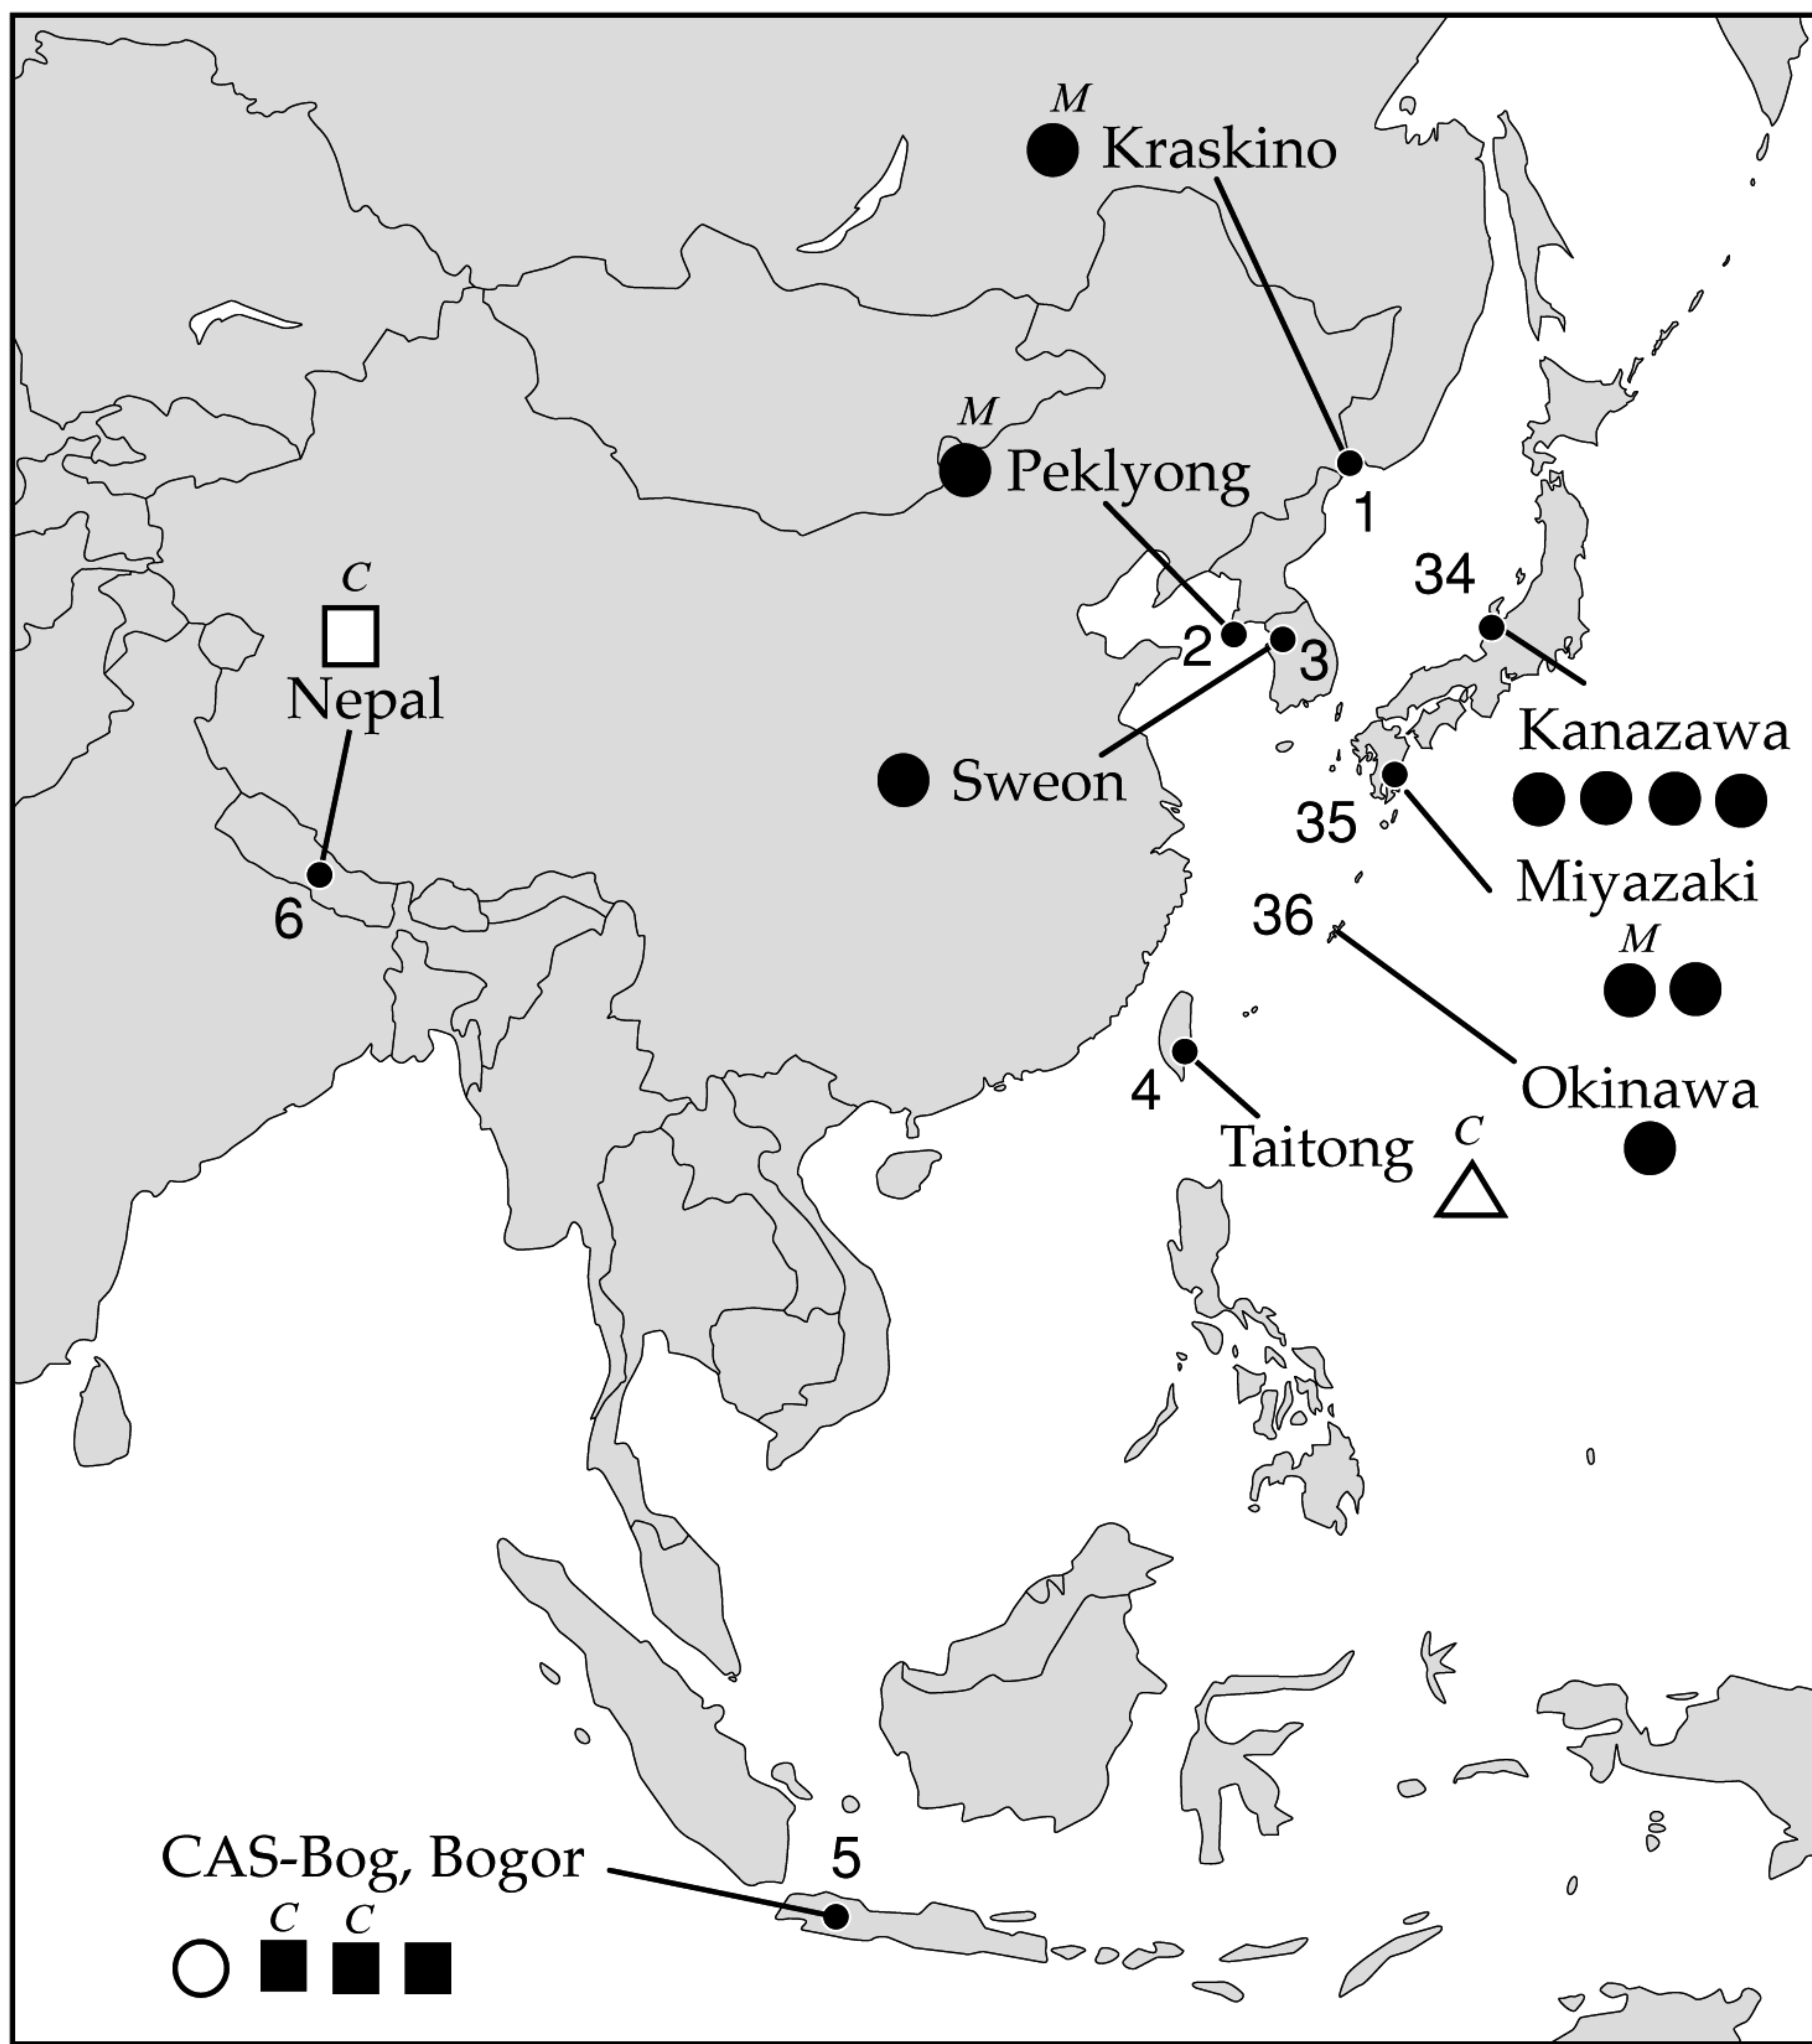 M
Kraskino
M
Peklyong
1
34
C
2
3
Nepal
Kanazawa
Sweon
35
Miyazaki
6
36
M
4
Okinawa
Taitong
C
5
CAS-Bog, Bogor
C C